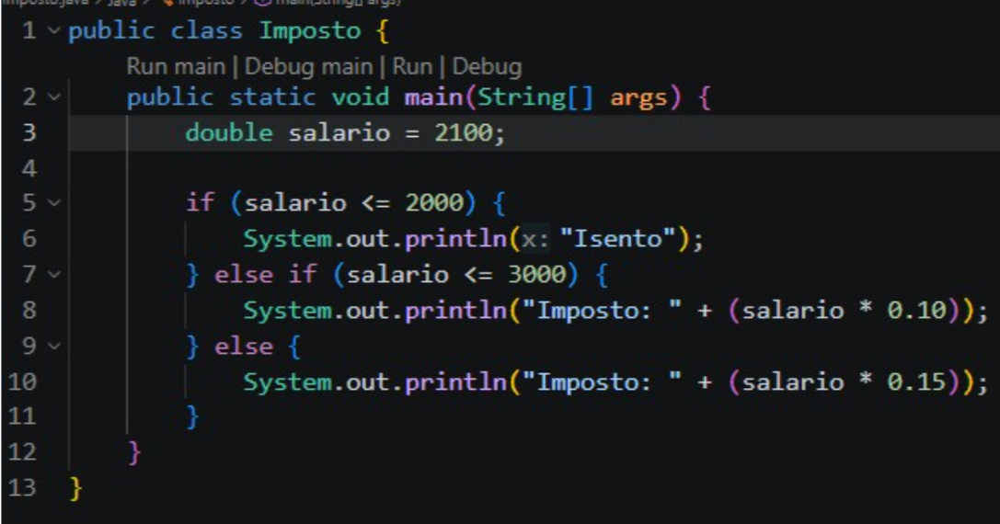 Imposto.java > Java > Imposto > main(String[] args)
1 public class Imposto {
Run main | Debug main | Run | Debug
2 public static void main(String[] args) {
3 double salario = 2100;
4
5 if (salario <= 2000) {
6 System.out.println(x: "Isento");
7 } else if (salario <= 3000) {
8 System.out.println("Imposto: " + (salario * 0.10));
9 } else {
10 System.out.println("Imposto: " + (salario * 0.15));
11 }
12 }
13 }